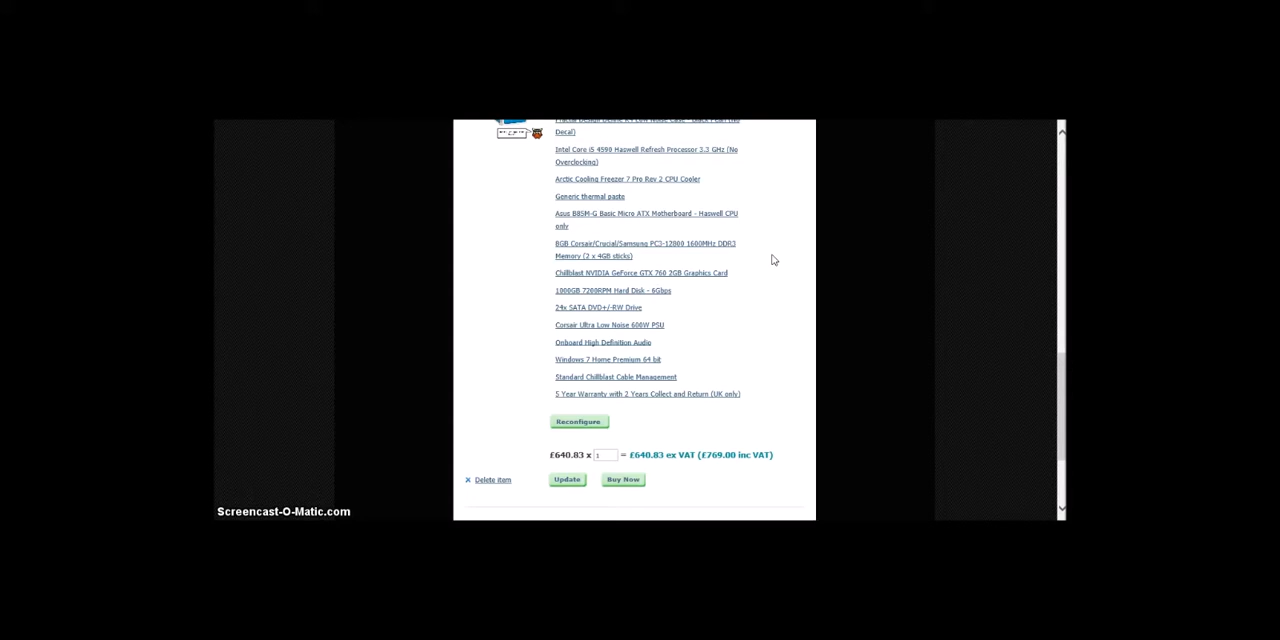 Decal)
Intel Core i5 4590 Haswell Refresh Processor 3.3 GHz (No
Overclocking)
Arctic Cooling Freezer 7 Pro Rev 2 CPU Cooler
Generic thermal paste
Asus B85M-G Basic Micro ATX Motherboard - Haswell CPU
only
8GB Corsair/Crucial/Samsung PC3-12800 1600MHz DDR3
Memory (2 x 4GB sticks)
Chillblast NVIDIA GeForce GTX 760 2GB Graphics Card
1000GB 7200RPM Hard Disk - 6Gbps
24x SATA DVD+/-RW Drive
Corsair Ultra Low Noise 600W PSU
Onboard High Definition Audio
Windows 7 Home Premium 64 bit
Standard Chillblast Cable Management
5 Year Warranty with 2 Years Collect and Return (UK only)
Reconfigure
£640.83 x 1 = £640.83 ex VAT (£769.00 inc VAT)
Delete item Update Buy Now
Screencast-O-Matic.com